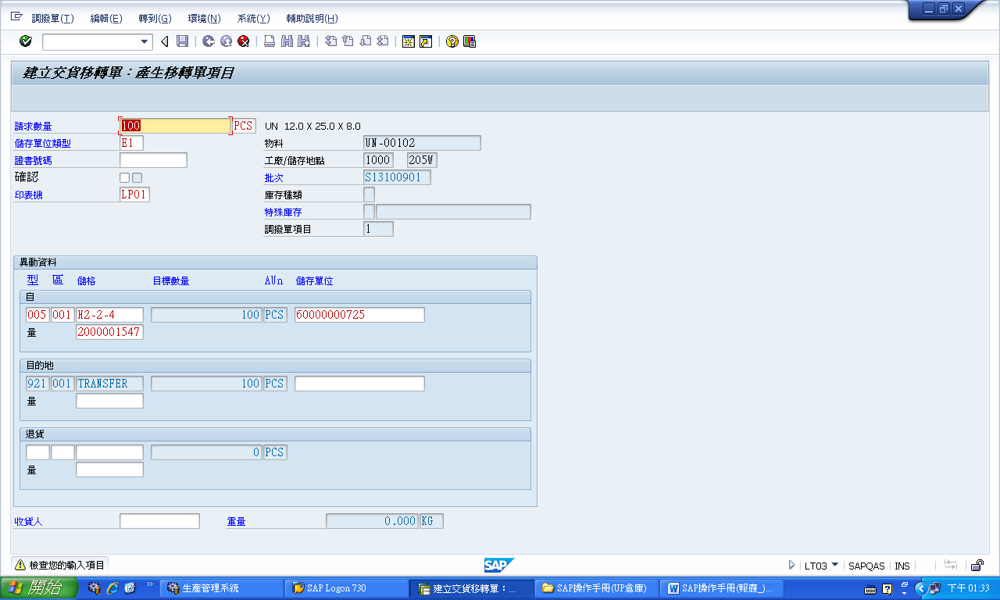 調撥單(T) 編輯(E) 轉到(G) 環境(N) 系統(Y) 輔助說明(H)
建立交貨移轉單：產生移轉單項目
請求數量 100 PCS UN 12.0 X 25.0 X 8.0
儲存單位類型 E1 物料 UN-00102
證書號碼 工廠/儲存地點 1000 205W
確認 批次 S13100901
印表機 LP01 庫存種類
特殊庫存
調撥單項目 1
異動資料
型 區 儲格 目標數量 AUn 儲存單位
自
005 001 H2-2-4 100 PCS 60000000725
量 2000001547
目的地
921 001 TRANSFER 100 PCS
量
退貨
0 PCS
量
收貨人 重量 0.000 KG
檢查您的輸入項目 SAP LT03 SAPQAS INS
開始 生產管理系統 SAP Logon 730 建立交貨移轉單：... SAP操作手冊(UP倉庫) SAP操作手冊(報廢_)... 下午 01:33